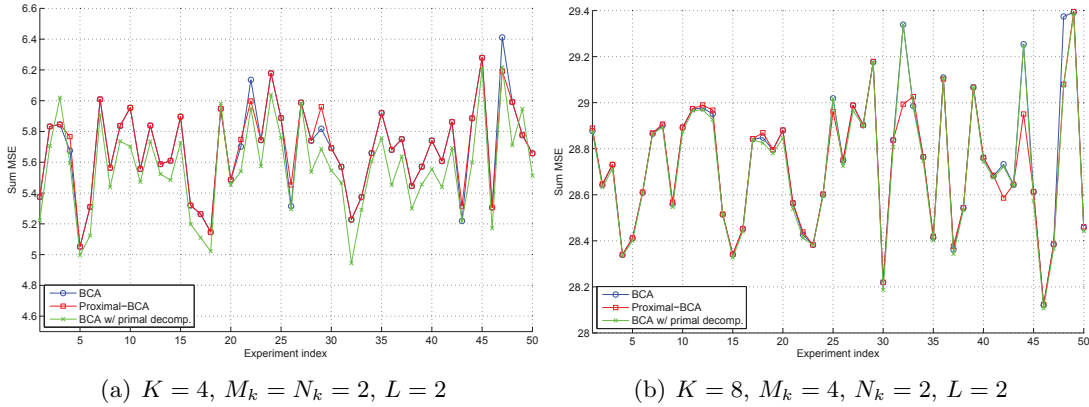 6.6
6.4
6.2
6
5.8
5.6
5.4
5.2
5
4.8
4.6
Sum MSE
BCA
Proximal−BCA
BCA w/ primal decomp.
5 10 15 20 25 30 35 40 45 50
Experiment index
(a) K = 4, M_k = N_k = 2, L = 2
29.4
29.2
29
28.8
28.6
28.4
28.2
28
Sum MSE
BCA
Proximal−BCA
BCA w/ primal decomp.
5 10 15 20 25 30 35 40 45 50
Experiment index
(b) K = 8, M_k = 4, N_k = 2, L = 2